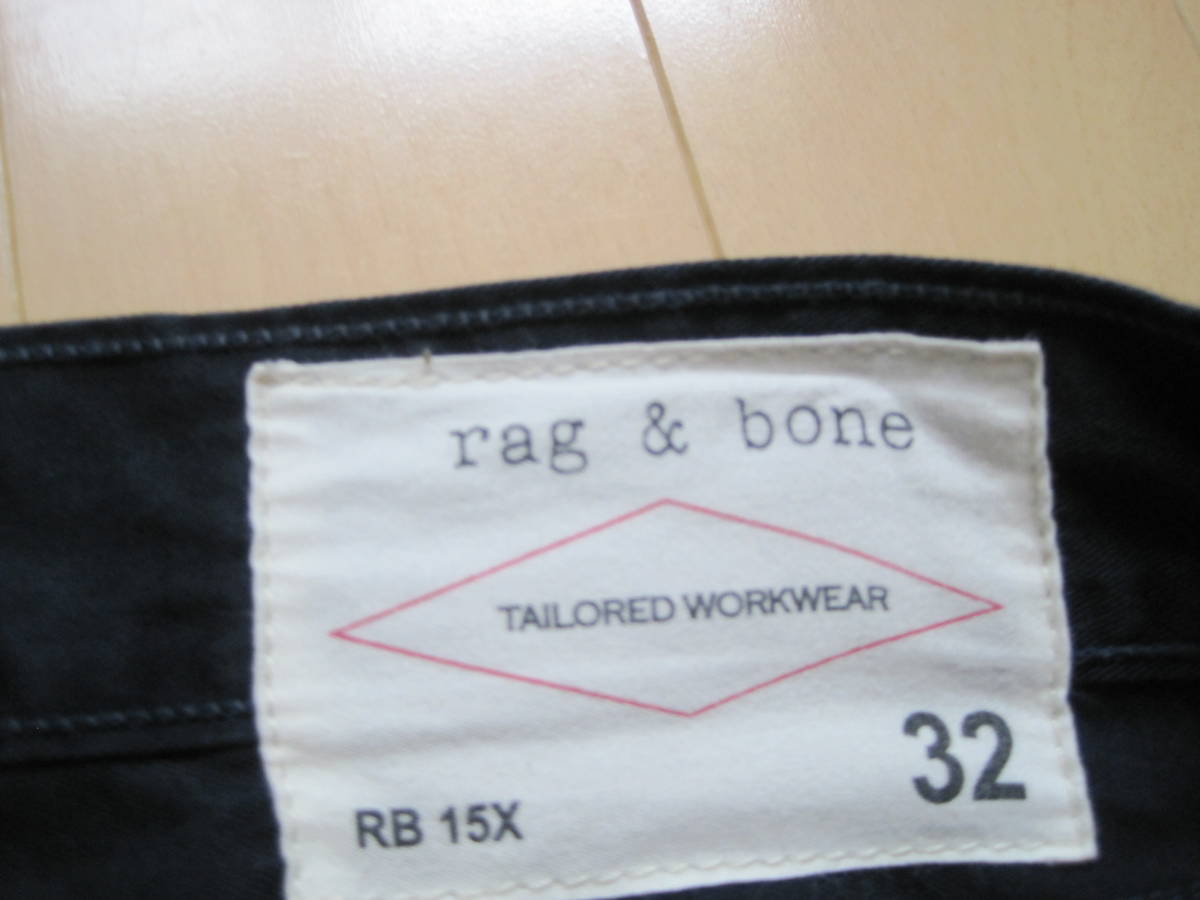 rag & bone
TAILORED WORKWEAR
32
RB 15X